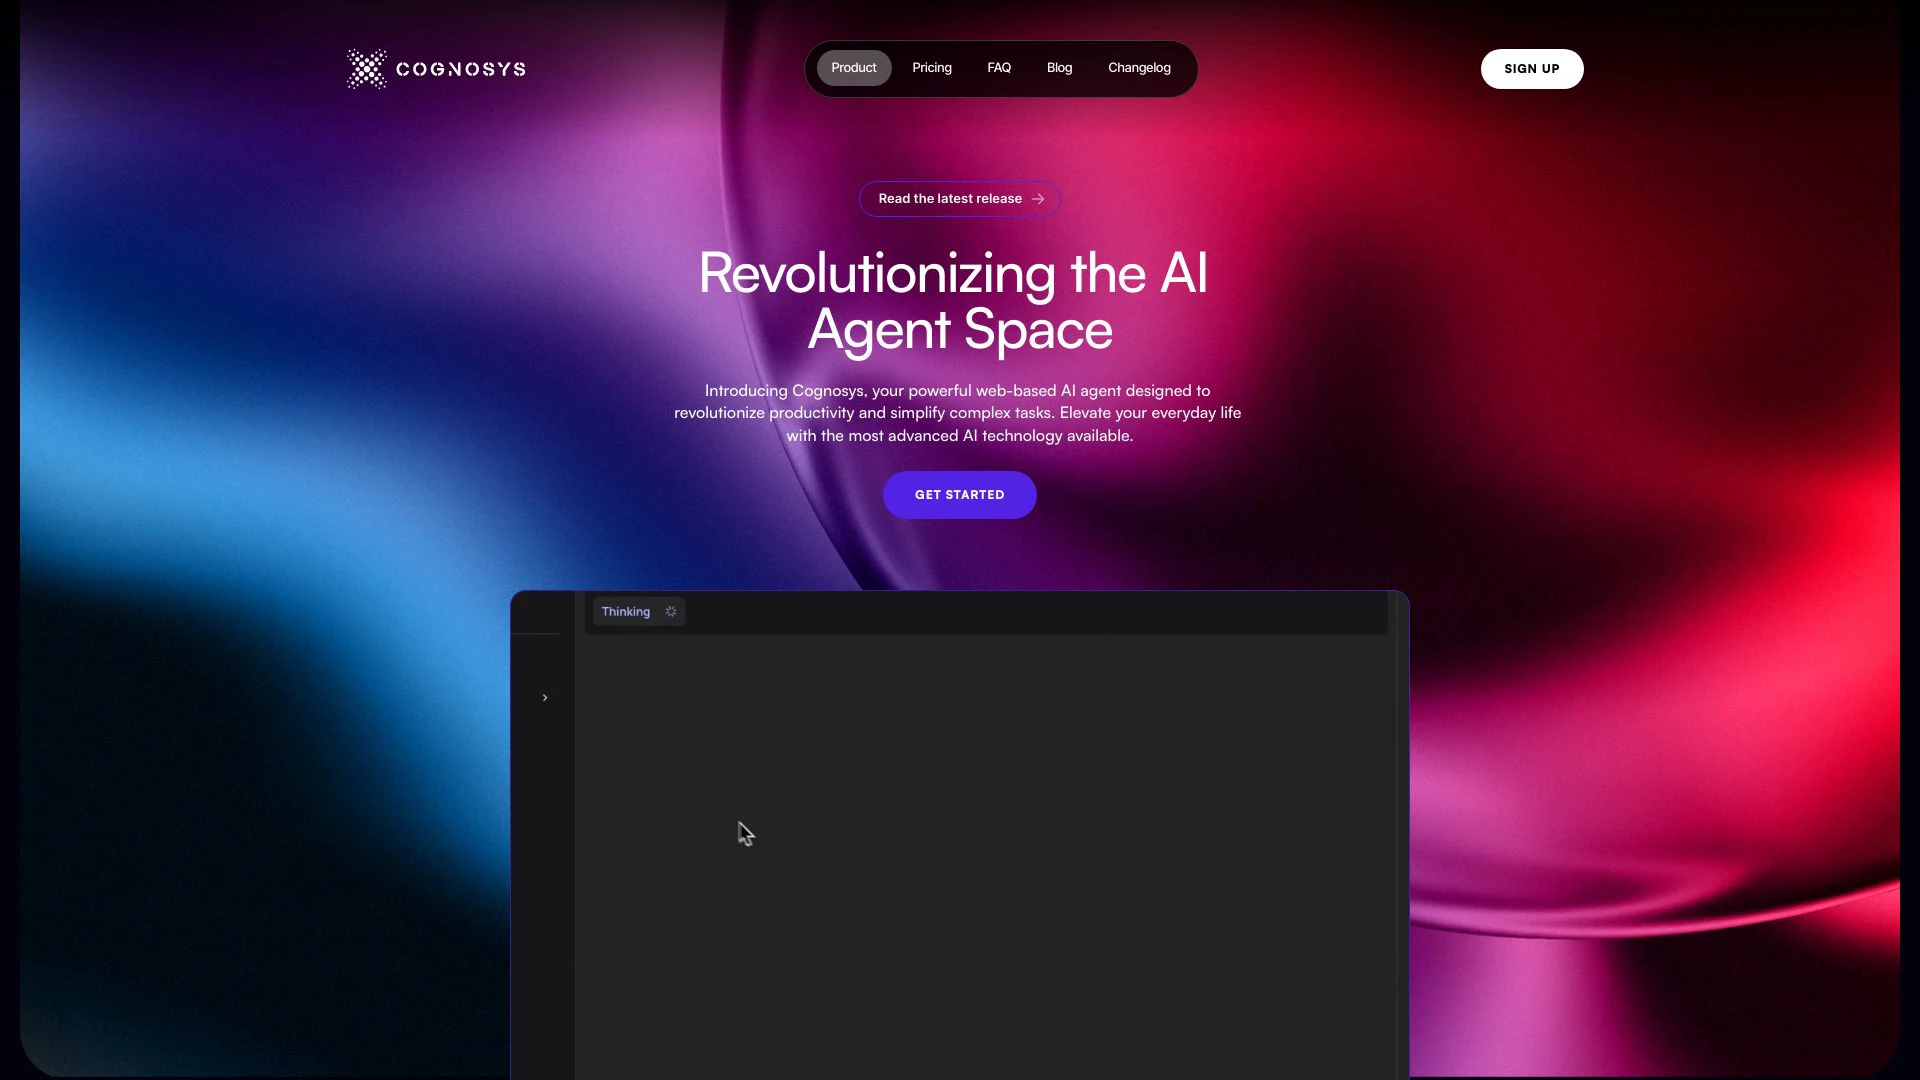 COGNOSYS
Product
Pricing
FAQ
Blog
Changelog
SIGN UP
Read the latest release
Revolutionizing the AI
Agent Space
Introducing Cognosys, your powerful web-based AI agent designed to
revolutionize productivity and simplify complex tasks. Elevate your everyday life
with the most advanced AI technology available.
GET STARTED
Thinking